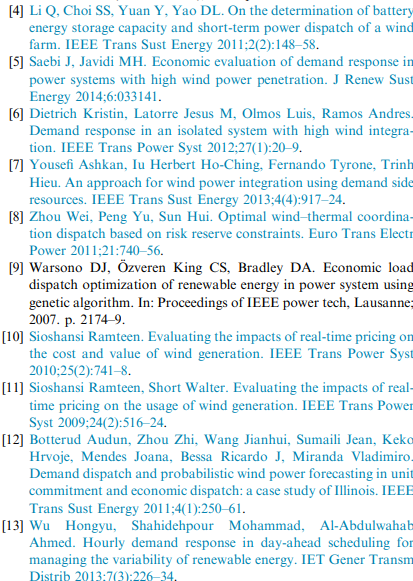 [4] Li Q, Choi SS, Yuan Y, Yao DL. On the determination of battery
energy storage capacity and short-term power dispatch of a wind
farm. IEEE Trans Sust Energy 2011;2(2):148–58.
[5] Saebi J, Javidi MH. Economic evaluation of demand response in
power systems with high wind power penetration. J Renew Sust
Energy 2014;6:033141.
[6] Dietrich Kristin, Latorre Jesus M, Olmos Luis, Ramos Andres.
Demand response in an isolated system with high wind integra-
tion. IEEE Trans Power Syst 2012;27(1):20–9.
[7] Yousefi Ashkan, Iu Herbert Ho-Ching, Fernando Tyrone, Trinh
Hieu. An approach for wind power integration using demand side
resources. IEEE Trans Sust Energy 2013;4(4):917–24.
[8] Zhou Wei, Peng Yu, Sun Hui. Optimal wind–thermal coordina-
tion dispatch based on risk reserve constraints. Euro Trans Electr
Power 2011;21:740–56.
[9] Warsono DJ, Özveren King CS, Bradley DA. Economic load
dispatch optimization of renewable energy in power system using
genetic algorithm. In: Proceedings of IEEE power tech, Lausanne;
2007. p. 2174–9.
[10] Sioshansi Ramteen. Evaluating the impacts of real-time pricing on
the cost and value of wind generation. IEEE Trans Power Syst
2010;25(2):741–8.
[11] Sioshansi Ramteen, Short Walter. Evaluating the impacts of real-
time pricing on the usage of wind generation. IEEE Trans Power
Syst 2009;24(2):516–24.
[12] Botterud Audun, Zhou Zhi, Wang Jianhui, Sumaili Jean, Keko
Hrvoje, Mendes Joana, Bessa Ricardo J, Miranda Vladimiro.
Demand dispatch and probabilistic wind power forecasting in unit
commitment and economic dispatch: a case study of Illinois. IEEE
Trans Sust Energy 2011;4(1):250–61.
[13] Wu Hongyu, Shahidehpour Mohammad, Al-Abdulwahab
Ahmed. Hourly demand response in day-ahead scheduling for
managing the variability of renewable energy. IET Gener Transm
Distrib 2013;7(3):226–34.